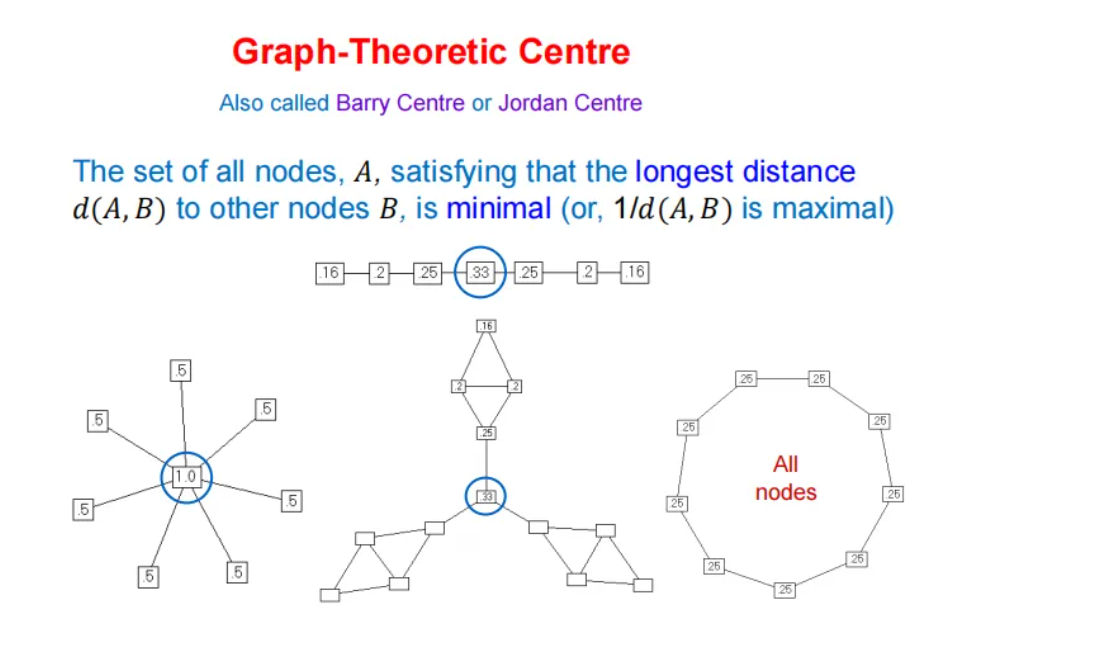 Graph-Theoretic Centre
Also called Barry Centre or Jordan Centre
The set of all nodes, A, satisfying that the longest distance
d(A, B) to other nodes B, is minimal (or, 1/d(A, B) is maximal)
.16 .2 .25 .33 .25 .2 .16
.16
.2 .2
.25
.33
.5
.5
.5
1.0
.5
.5
.5
.5
.25 .25
.25 .25
All
nodes
.25 .25
.25 .25
.25